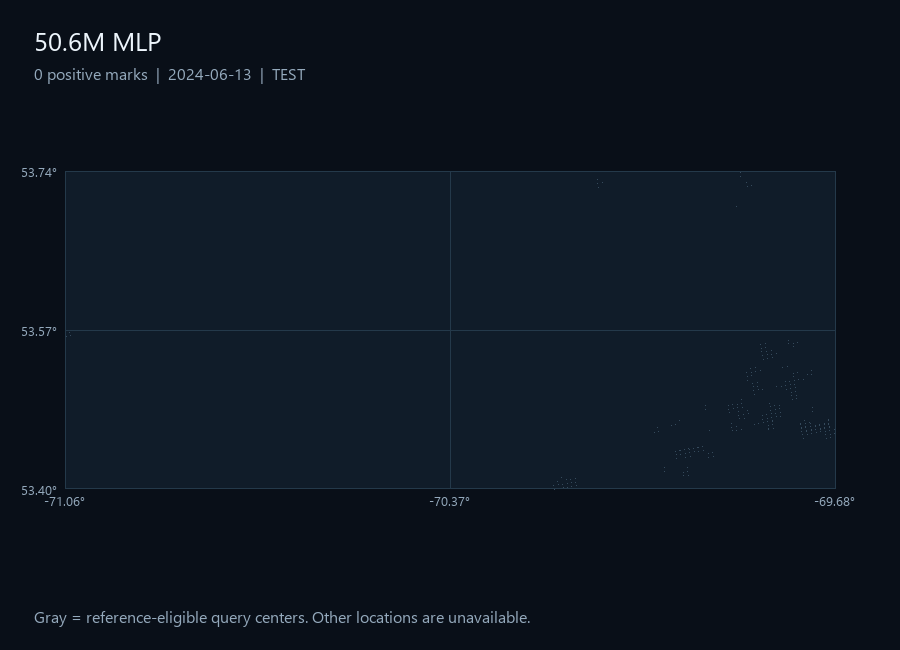 50.6M MLP
0 positive marks | 2024-06-13 | TEST
53.74°
53.57°
53.40°
-71.06°
-70.37°
-69.68°
Gray = reference-eligible query centers. Other locations are unavailable.